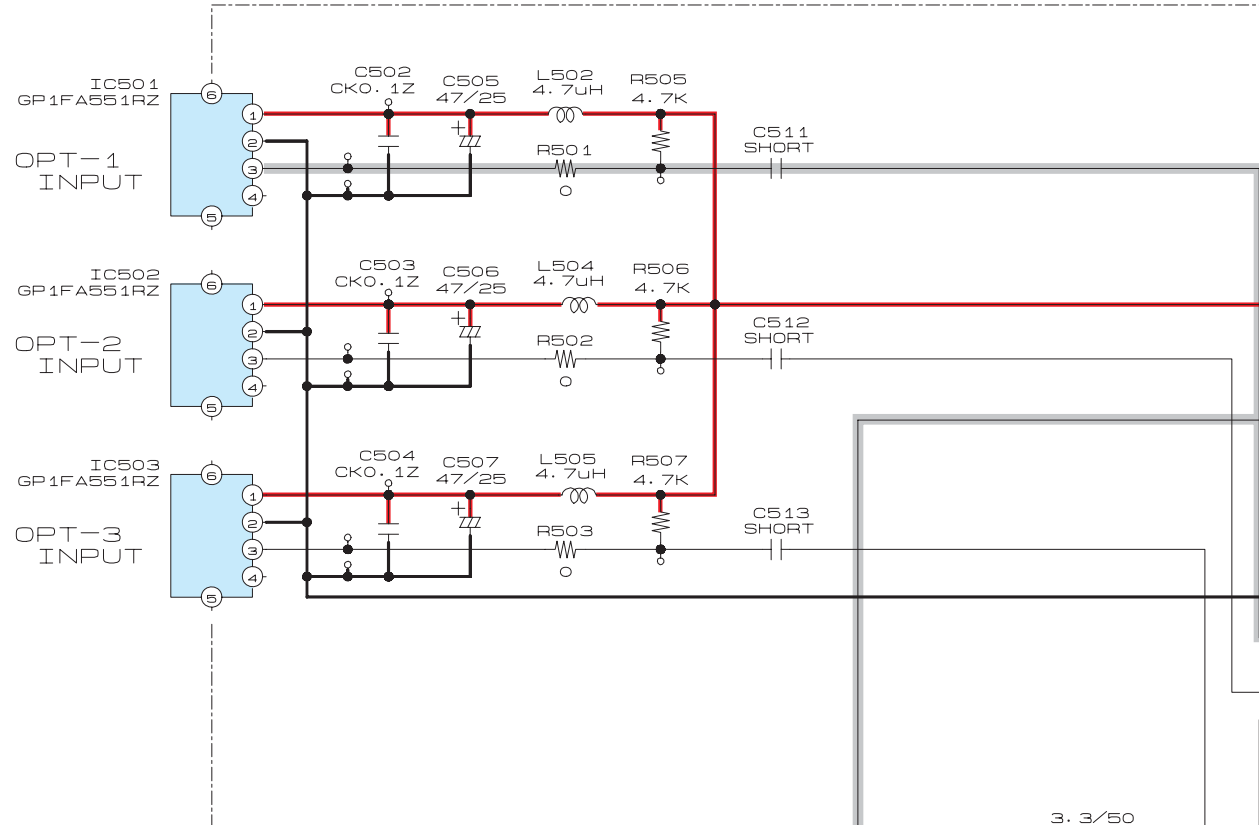 IC501
GP1FA551RZ
OPT-1
INPUT
6
1
2
3
4
5
C502
CK0.1Z
C505
47/25
L502
4.7uH
R505
4.7K
R501
0
C511
SHORT
IC502
GP1FA551RZ
OPT-2
INPUT
6
1
2
3
4
5
C503
CK0.1Z
C506
47/25
L504
4.7uH
R506
4.7K
R502
0
C512
SHORT
IC503
GP1FA551RZ
OPT-3
INPUT
6
1
2
3
4
5
C504
CK0.1Z
C507
47/25
L505
4.7uH
R507
4.7K
R503
0
C513
SHORT
3.3/50